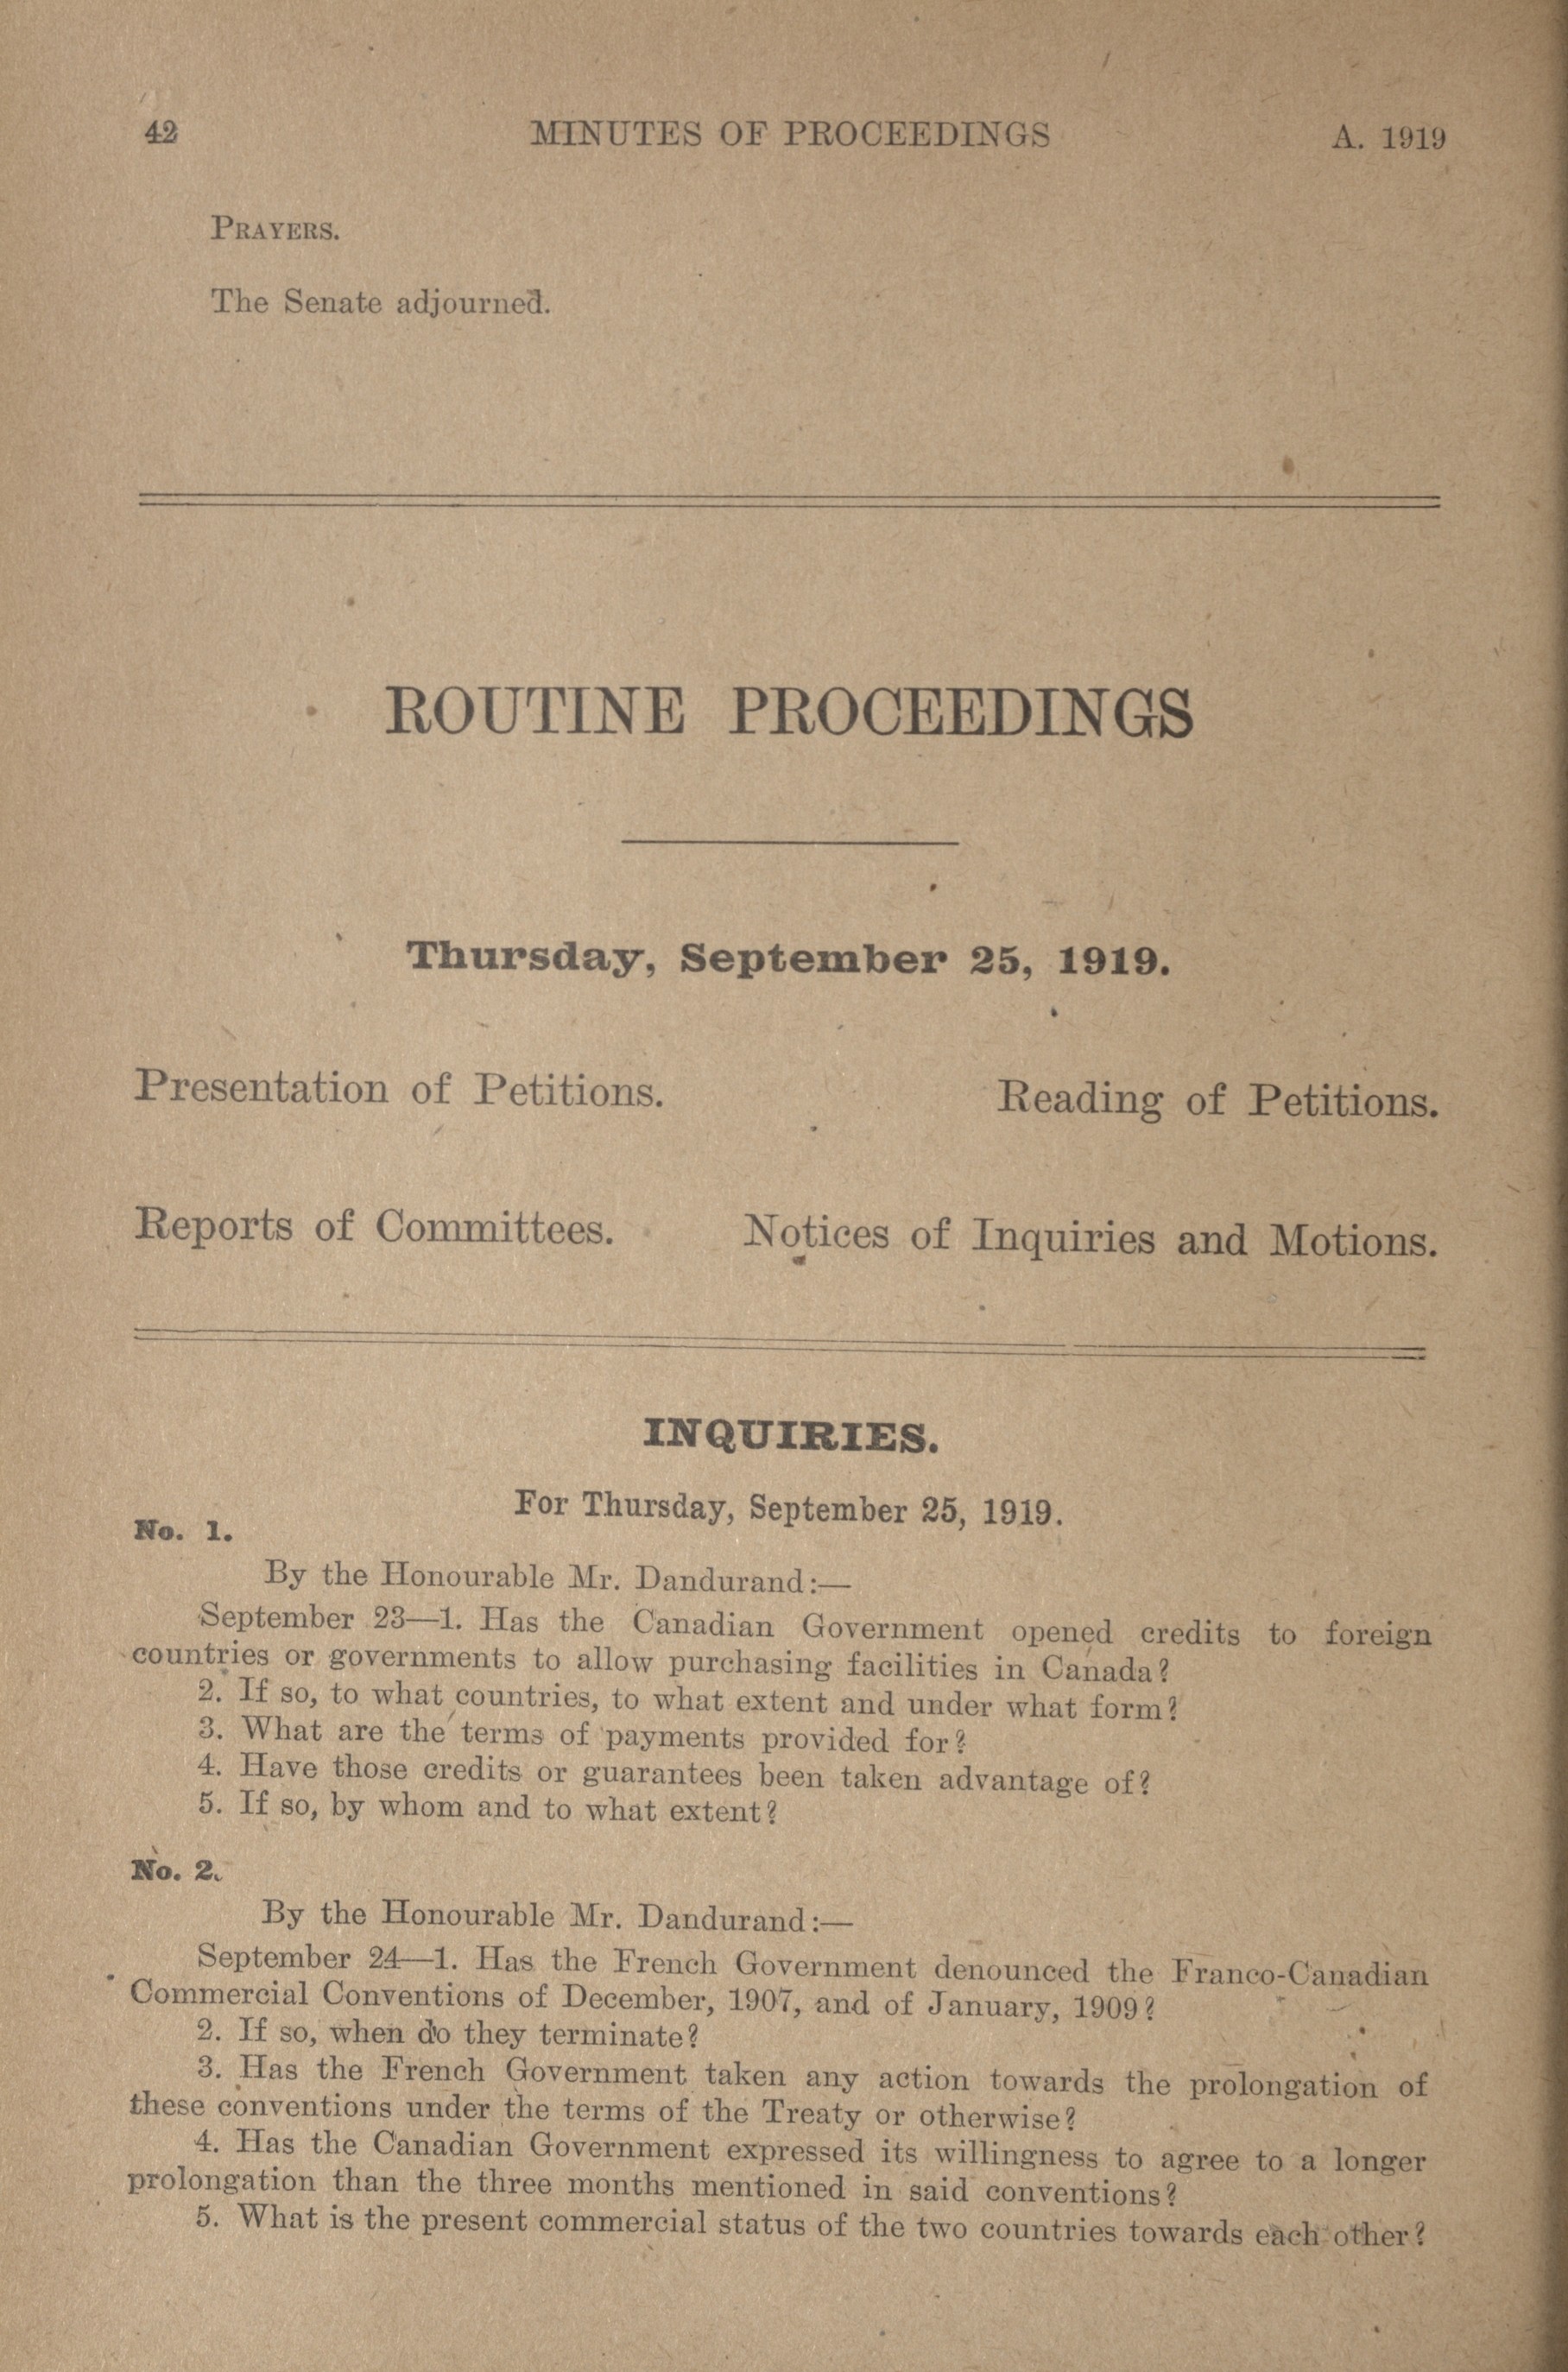 42 MINUTES OF PROCEEDINGS A. 1919
PRAYERS.
The Senate adjourned.
ROUTINE PROCEEDINGS
Thursday, September 25, 1919.
Presentation of Petitions. Reading of Petitions.
Reports of Committees. Notices of Inquiries and Motions.
INQUIRIES.
For Thursday, September 25, 1919.
No. 1.
By the Honourable Mr. Dandurand:—
September 23—1. Has the Canadian Government opened credits to foreign
countries or governments to allow purchasing facilities in Canada?
2. If so, to what countries, to what extent and under what form?
3. What are the terms of payments provided for?
4. Have those credits or guarantees been taken advantage of?
5. If so, by whom and to what extent?
No. 2.
By the Honourable Mr. Dandurand:—
September 24—1. Has the French Government denounced the Franco-Canadian
Commercial Conventions of December, 1907, and of January, 1909?
2. If so, when do they terminate?
3. Has the French Government taken any action towards the prolongation of
these conventions under the terms of the Treaty or otherwise?
4. Has the Canadian Government expressed its willingness to agree to a longer
prolongation than the three months mentioned in said conventions?
5. What is the present commercial status of the two countries towards each other?